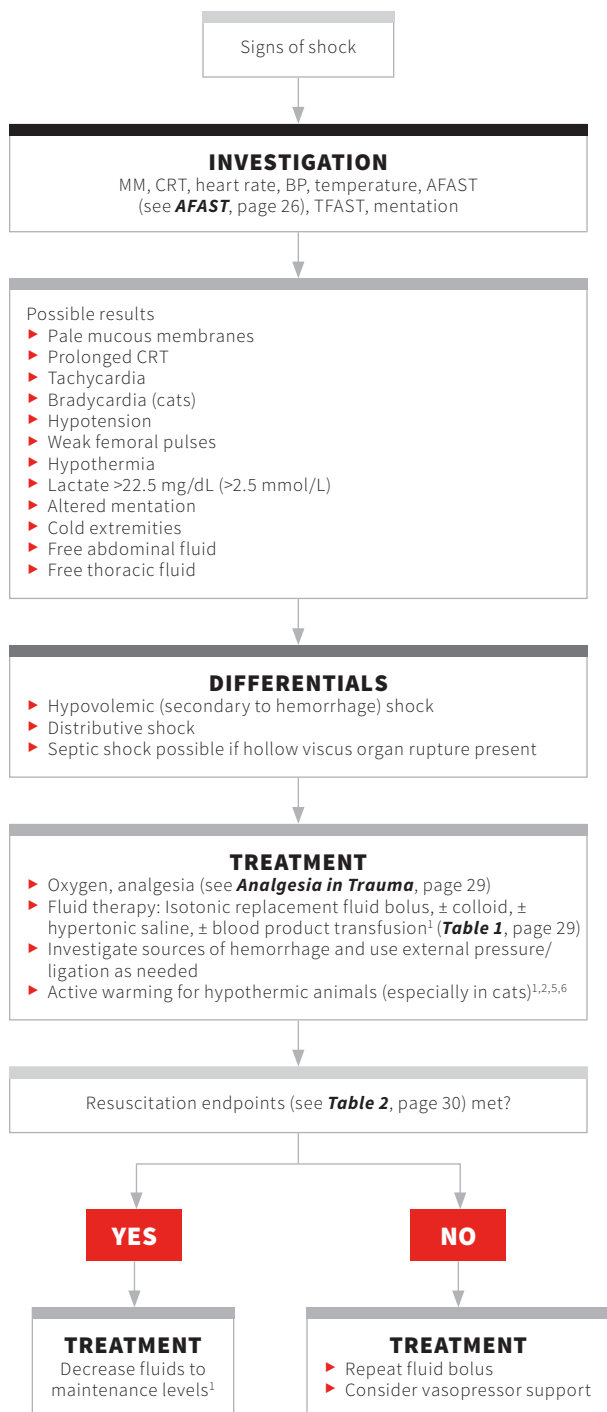 Signs of shock
INVESTIGATION
MM, CRT, heart rate, BP, temperature, AFAST
(see AFAST, page 26), TFAST, mentation
Possible results
▶ Pale mucous membranes
▶ Prolonged CRT
▶ Tachycardia
▶ Bradycardia (cats)
▶ Hypotension
▶ Weak femoral pulses
▶ Hypothermia
▶ Lactate >22.5 mg/dL (>2.5 mmol/L)
▶ Altered mentation
▶ Cold extremities
▶ Free abdominal fluid
▶ Free thoracic fluid
DIFFERENTIALS
▶ Hypovolemic (secondary to hemorrhage) shock
▶ Distributive shock
▶ Septic shock possible if hollow viscus organ rupture present
TREATMENT
▶ Oxygen, analgesia (see Analgesia in Trauma, page 29)
▶ Fluid therapy: Isotonic replacement fluid bolus, ± colloid, ±
hypertonic saline, ± blood product transfusion¹ (Table 1, page 29)
▶ Investigate sources of hemorrhage and use external pressure/
ligation as needed
▶ Active warming for hypothermic animals (especially in cats)¹,²,⁵,⁶
Resuscitation endpoints (see Table 2, page 30) met?
YES
NO
TREATMENT
Decrease fluids to
maintenance levels¹
TREATMENT
▶ Repeat fluid bolus
▶ Consider vasopressor support